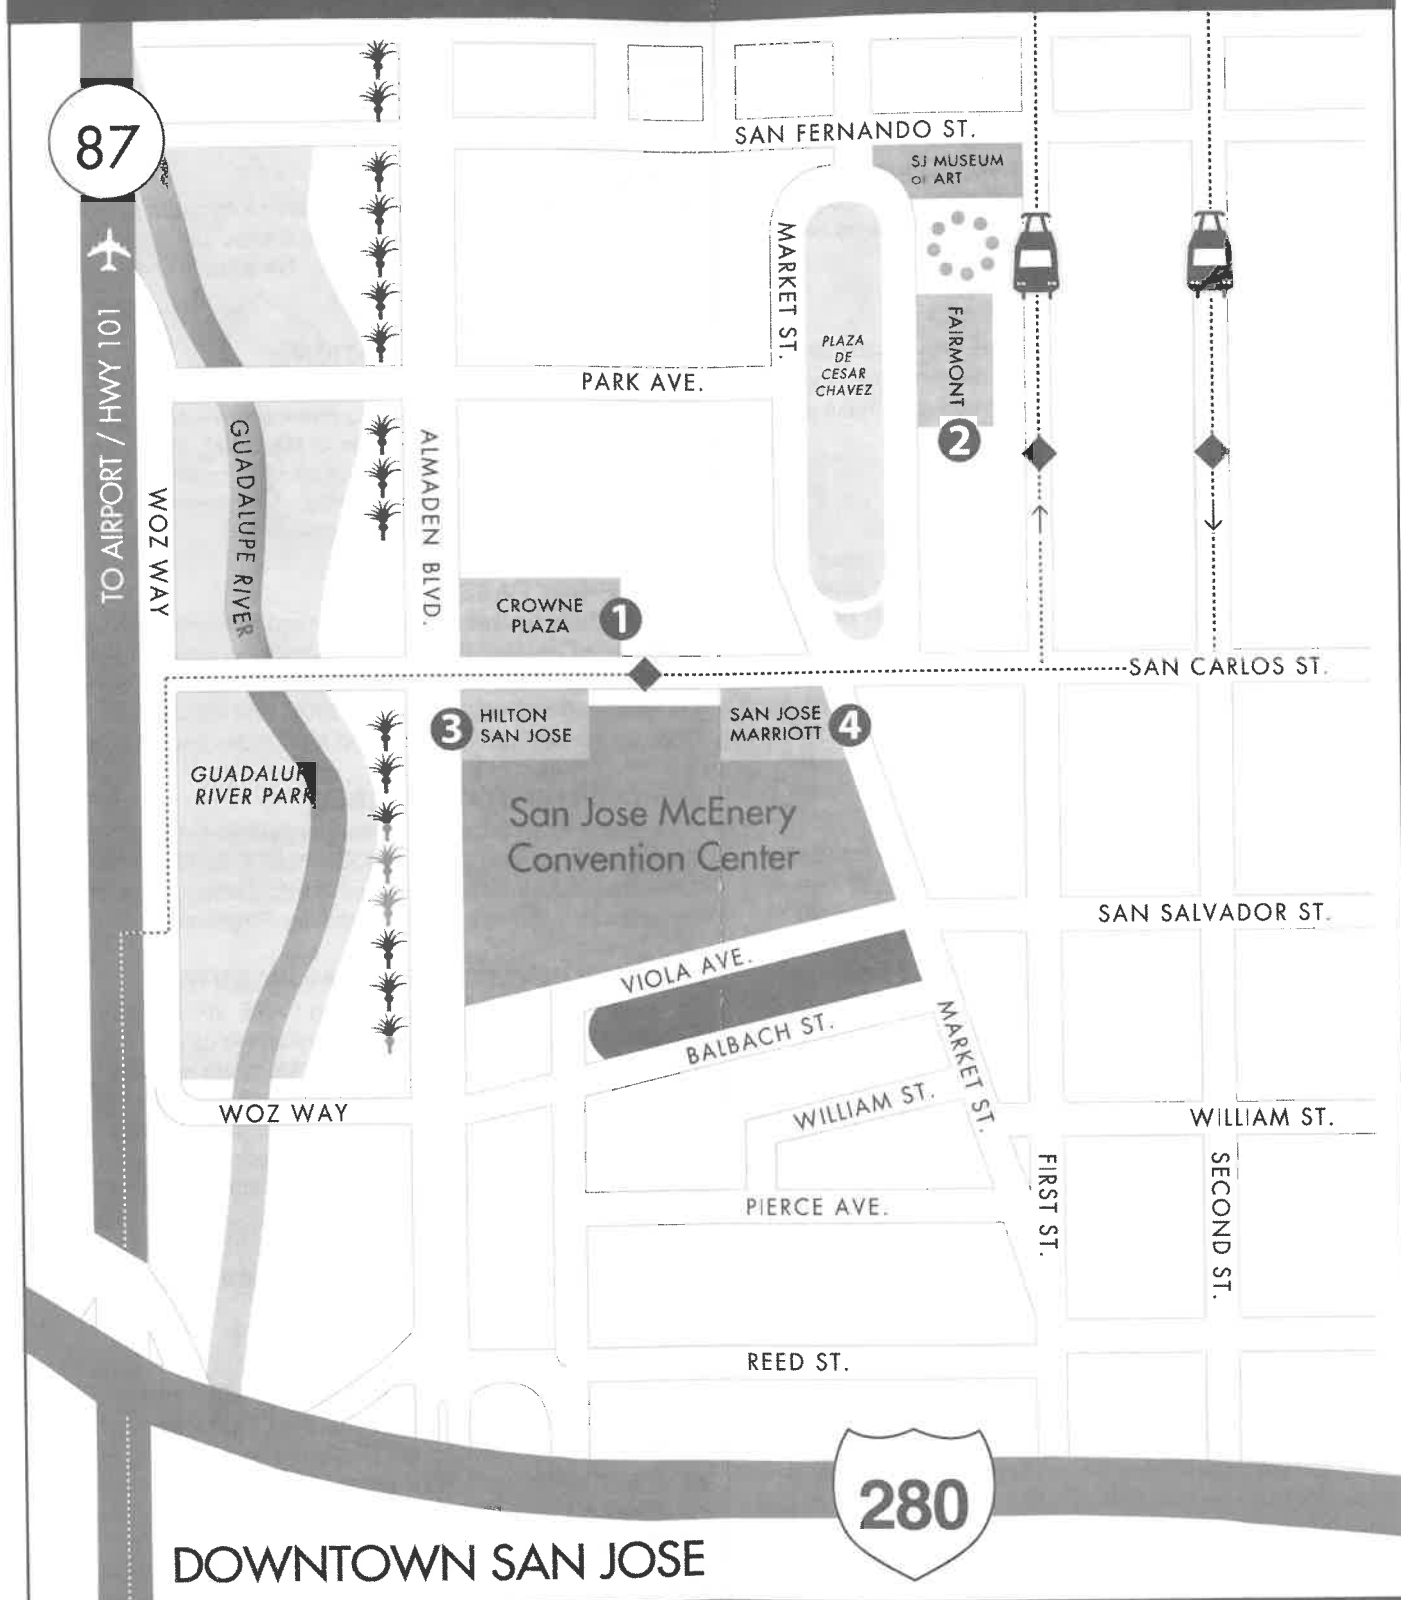 SAN FERNANDO ST.
87
SJ MUSEUM
OF ART
MARKET ST.
TO AIRPORT / HWY 101
PLAZA
DE
CESAR
CHAVEZ
FAIRMONT
2
PARK AVE.
GUADALUPE RIVER
ALMADEN BLVD.
WOZ WAY
CROWNE
PLAZA
1
SAN CARLOS ST.
3
HILTON
SAN JOSE
SAN JOSE
MARRIOTT
4
RIVER PARK
San Jose McEnery
Convention Center
SAN SALVADOR ST.
VIOLA AVE.
BALBACH ST.
MARKET ST.
WILLIAM ST.
WOZ WAY
WILLIAM ST.
FIRST ST.
SECOND ST.
PIERCE AVE.
REED ST.
280
DOWNTOWN SAN JOSE